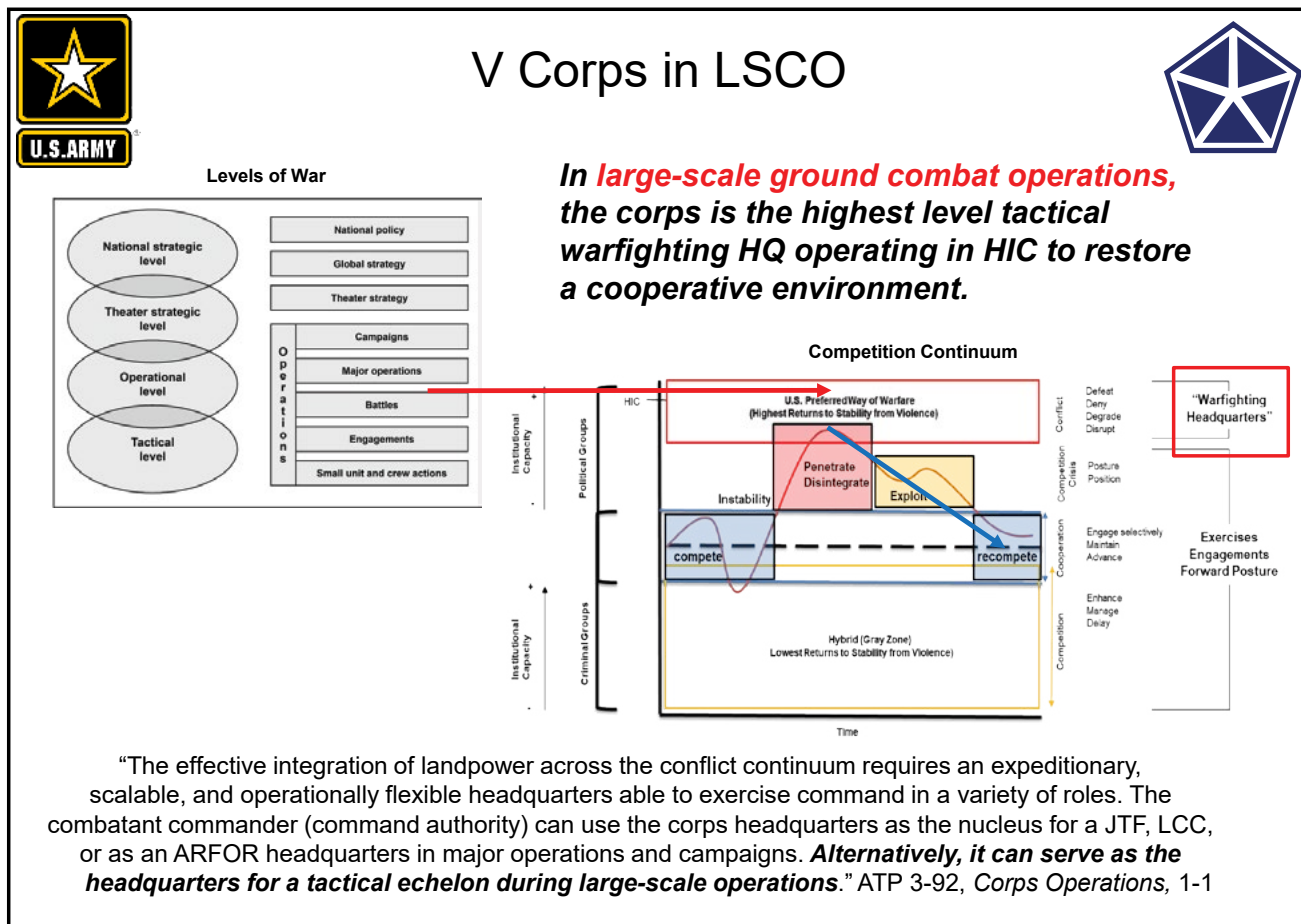 V Corps in LSCO
U.S.ARMY
Levels of War
National strategic
level
Theater strategic
level
Operational
level
Tactical
level
National policy
Global strategy
Theater strategy
Operations
Campaigns
Major operations
Battles
Engagements
Small unit and crew actions
In large-scale ground combat operations,
the corps is the highest level tactical
warfighting HQ operating in HIC to restore
a cooperative environment.
Competition Continuum
Institutional
Capacity
+
-
Political Groups
Institutional
Capacity
+
-
Criminal Groups
HIC
U.S. Preferred Way of Warfare
(Highest Returns to Stability from Violence)
Penetrate
Disintegrate
Instability
Exploit
compete
recompete
Hybrid (Gray Zone)
Lowest Returns to Stability from Violence)
Time
Conflict
Competition
Crisis
Cooperation
Competition
Defeat
Deny
Degrade
Disrupt
Posture
Position
Engage selectively
Maintain
Advance
Enhance
Manage
Delay
“Warfighting
Headquarters”
Exercises
Engagements
Forward Posture
“The effective integration of landpower across the conflict continuum requires an expeditionary,
scalable, and operationally flexible headquarters able to exercise command in a variety of roles. The
combatant commander (command authority) can use the corps headquarters as the nucleus for a JTF, LCC,
or as an ARFOR headquarters in major operations and campaigns. Alternatively, it can serve as the
headquarters for a tactical echelon during large-scale operations.” ATP 3-92, Corps Operations, 1-1